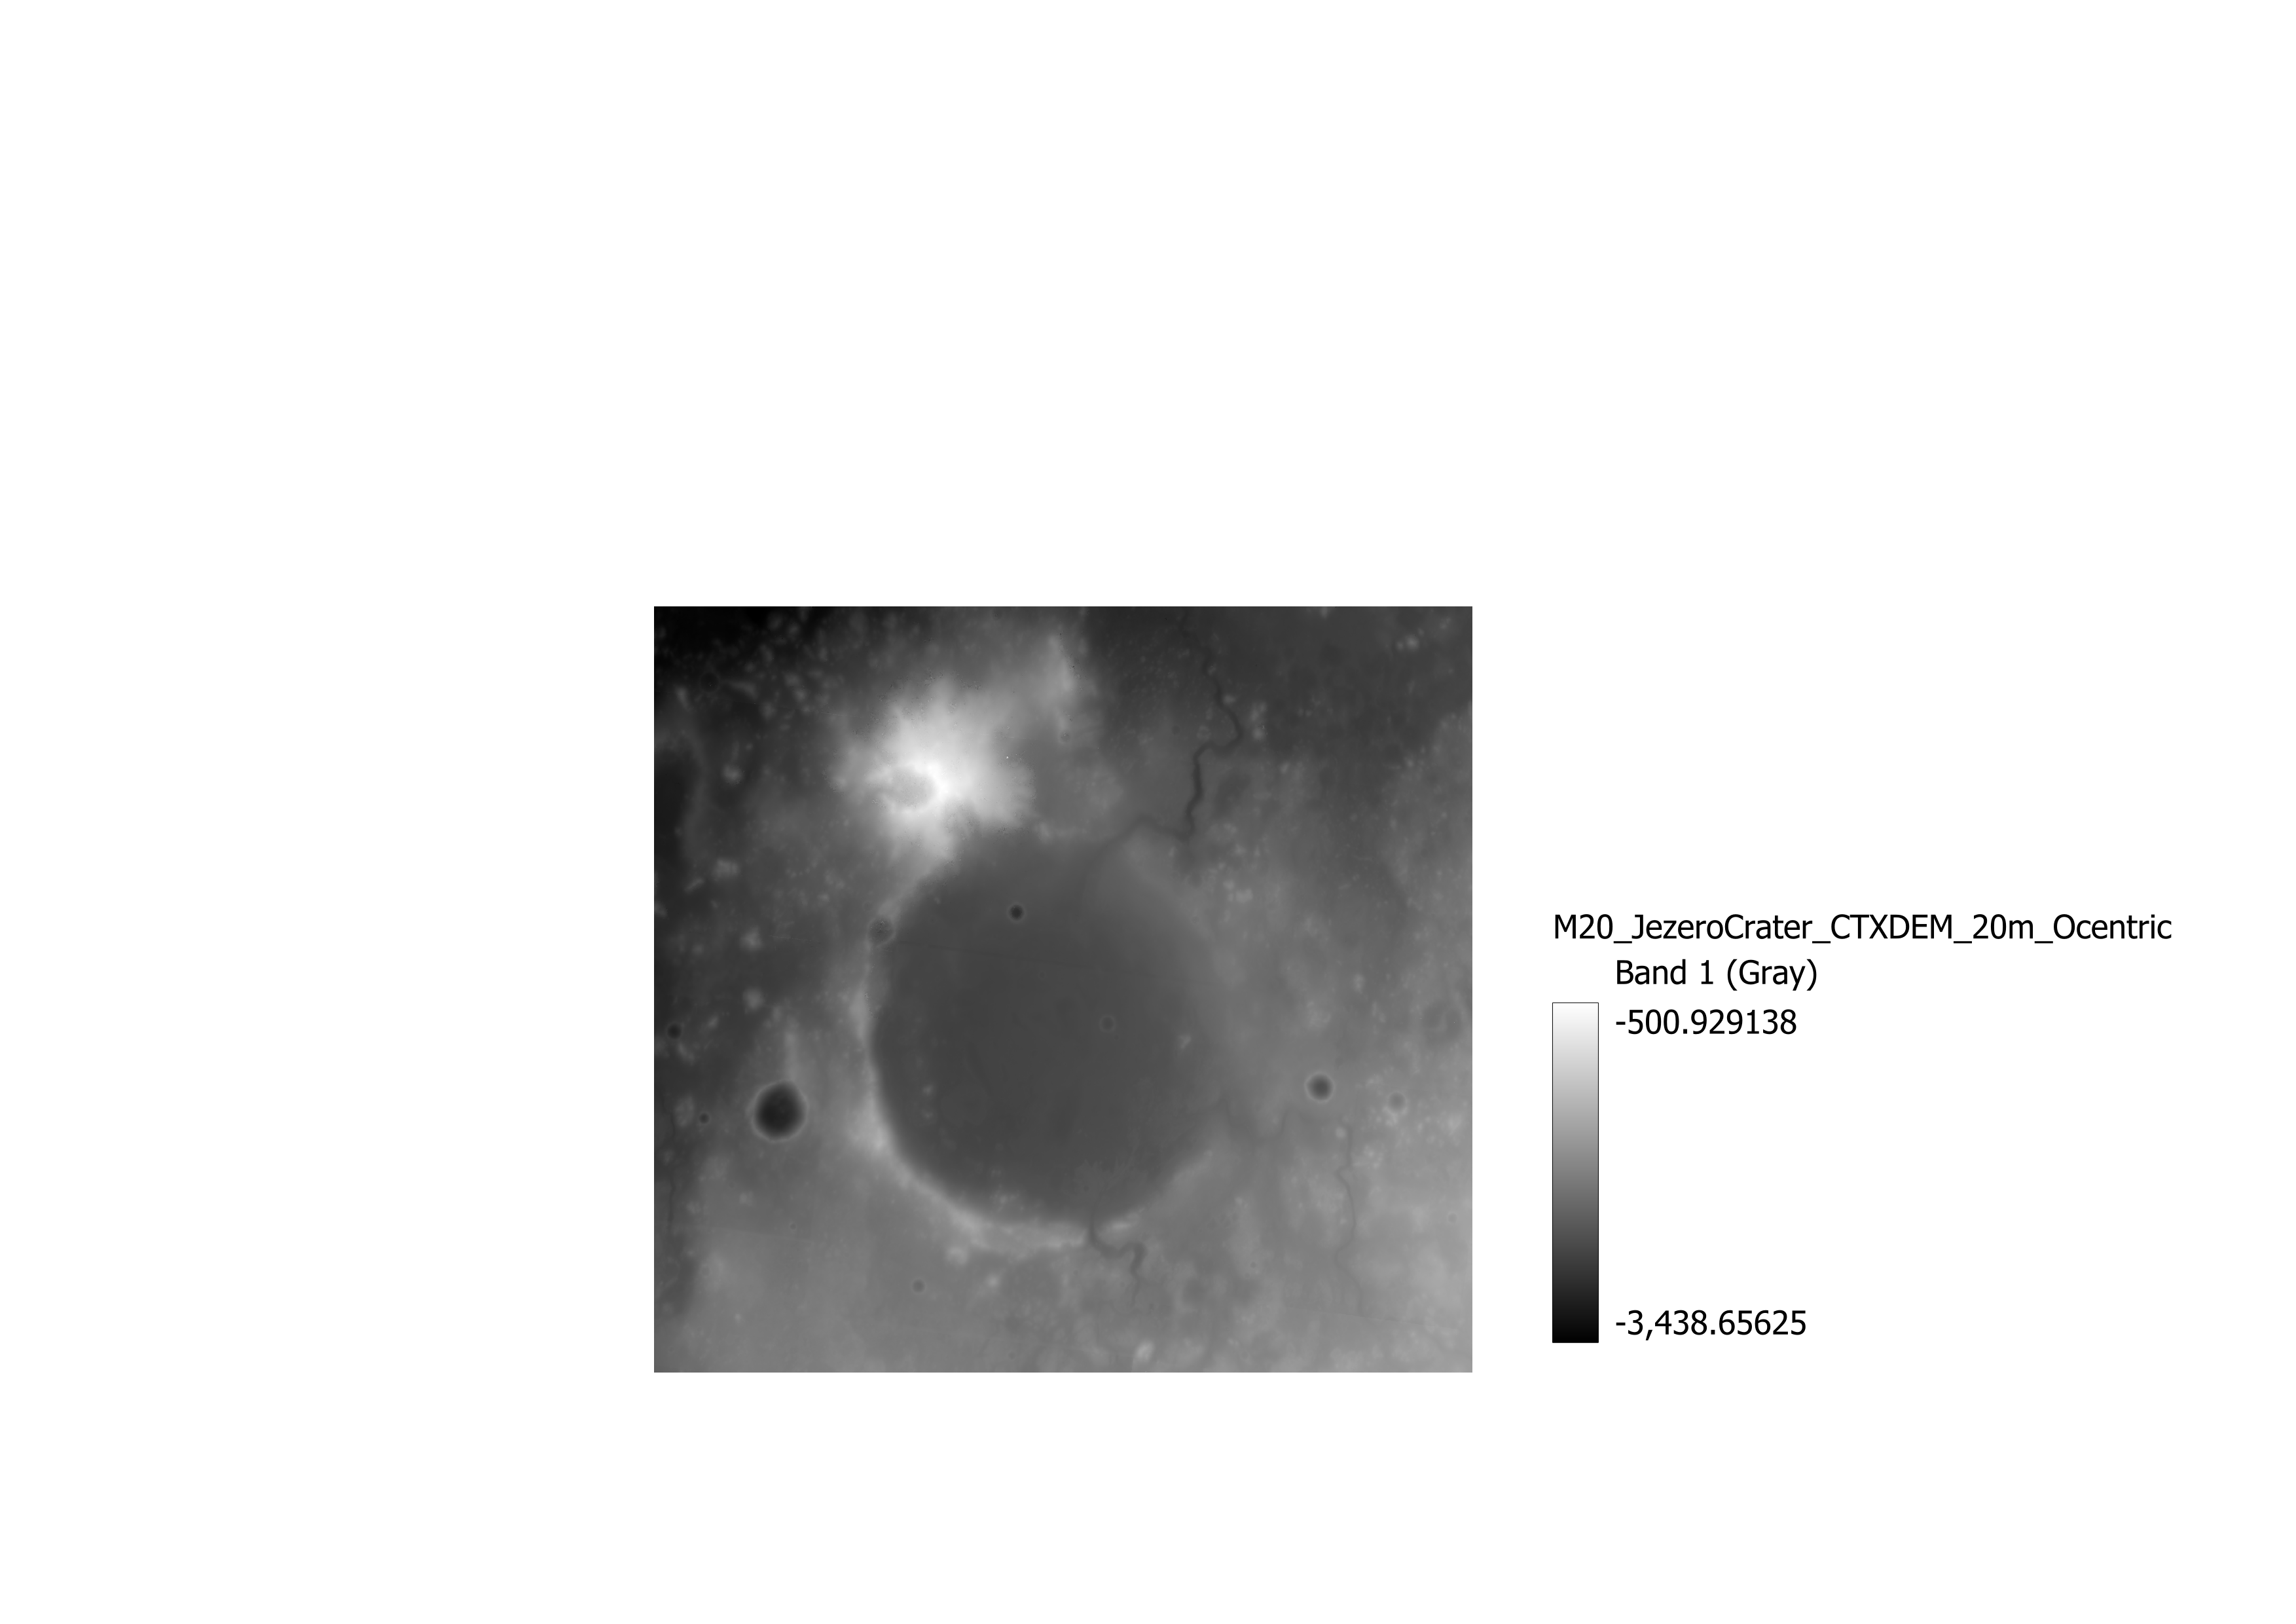 M20_JezeroCrater_CTXDEM_20m_Ocentric
Band 1 (Gray)
-500.929138
-3,438.65625